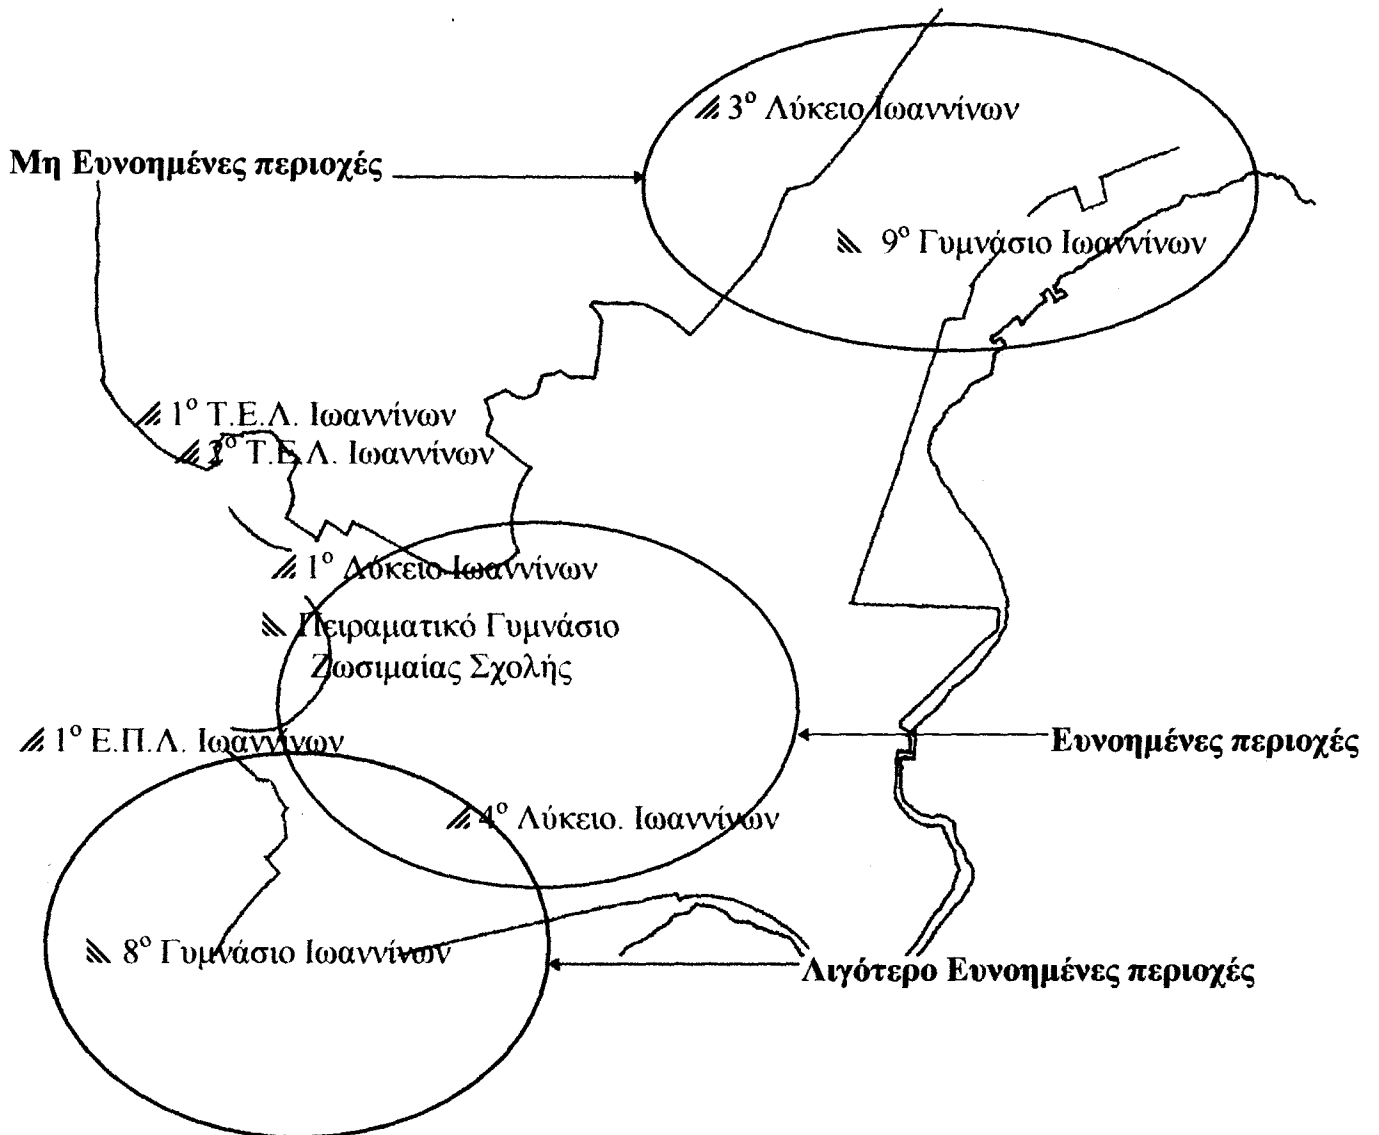 3° Λύκειο Ιωαννίνων
Μη Ευνοημένες περιοχές
9° Γυμνάσιο Ιωαννίνων
1° Τ.Ε.Λ. Ιωαννίνων
2° Τ.Ε.Λ. Ιωαννίνων
1° Λύκειο Ιωαννίνων
Πειραματικό Γυμνάσιο
Ζωσιμαίας Σχολής
1° Ε.Π.Λ. Ιωαννίνων
Ευνοημένες περιοχές
4° Λύκειο. Ιωαννίνων
8° Γυμνάσιο Ιωαννίνων
Λιγότερο Ευνοημένες περιοχές